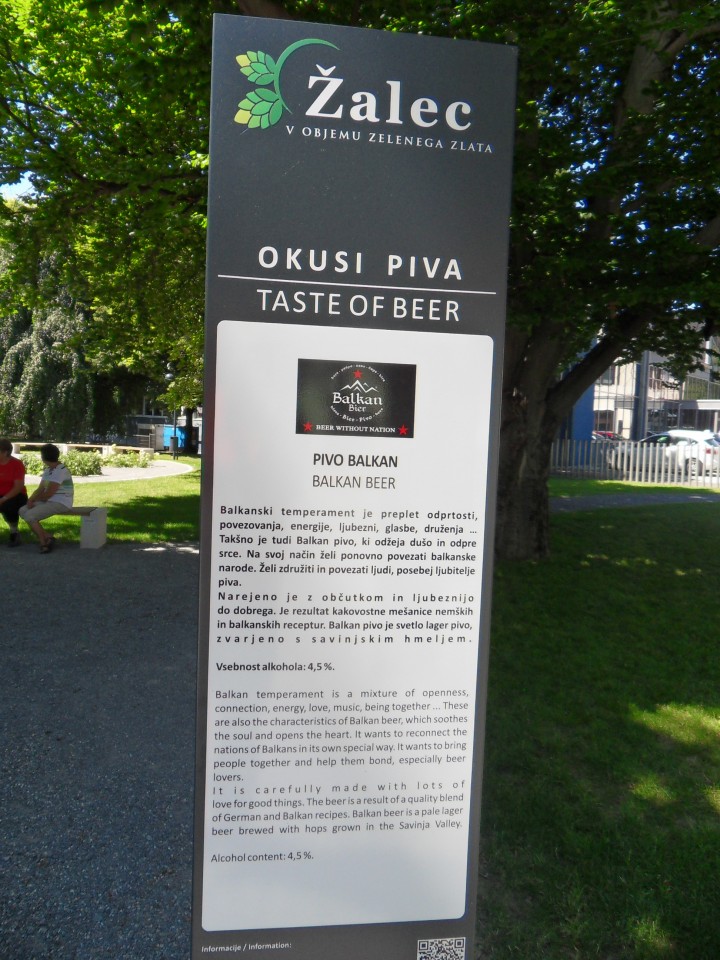 Žalec
V OBJEMU ZELENEGA ZLATA
OKUSI PIVA
TASTE OF BEER
Balkan
Bier
BEER WITHOUT NATION
PIVO BALKAN
BALKAN BEER
Balkanski temperament je preplet odprtosti,
povezovanja, energije, ljubezni, glasbe, druženja ...
Takšno je tudi Balkan pivo, ki odžeja dušo in odpre
srce. Na svoj način želi ponovno povezati balkanske
narode. Želi združiti in povezati ljudi, posebej ljubitelje
piva.
Narejeno je z občutkom in ljubeznijo
do dobrega. Je rezultat kakovostne mešanice nemških
in balkanskih receptur. Balkan pivo je svetlo lager pivo,
zvarjeno s savinjskim hmeljem.
Vsebnost alkohola: 4,5 %.
Balkan temperament is a mixture of openness,
connection, energy, love, music, being together ... These
are also the characteristics of Balkan beer, which soothes
the soul and opens the heart. It wants to reconnect the
nations of Balkans in its own special way. It wants to bring
people together and help them bond, especially beer
lovers.
It is carefully made with lots of
love for good things. The beer is a result of a quality blend
of German and Balkan recipes. Balkan beer is a pale lager
beer brewed with hops grown in the Savinja Valley.
Alcohol content: 4,5 %.
Informacije / Information: